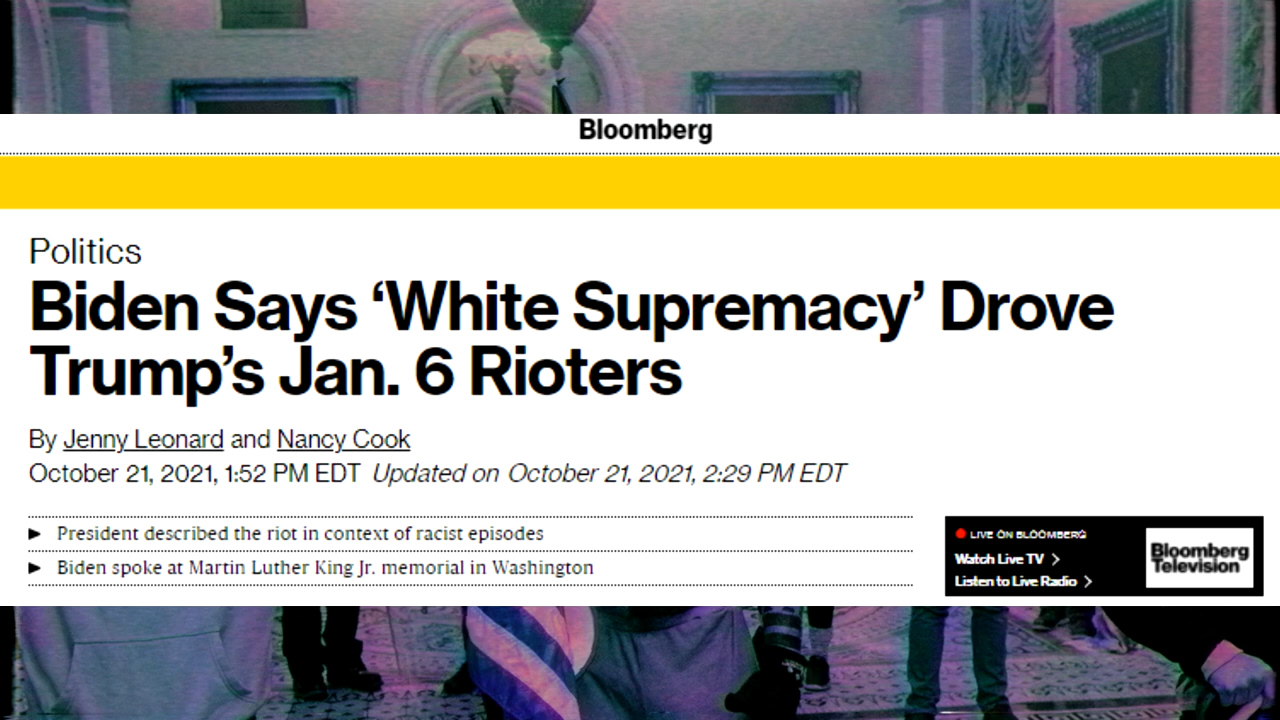 Bloomberg
Politics
Biden Says ‘White Supremacy’ Drove
Trump’s Jan. 6 Rioters
By Jenny Leonard and Nancy Cook
October 21, 2021, 1:52 PM EDT Updated on October 21, 2021, 2:29 PM EDT
► President described the riot in context of racist episodes
► Biden spoke at Martin Luther King Jr. memorial in Washington
LIVE ON BLOOMBERG
Watch Live TV >
Listen to Live Radio >
Bloomberg
Television